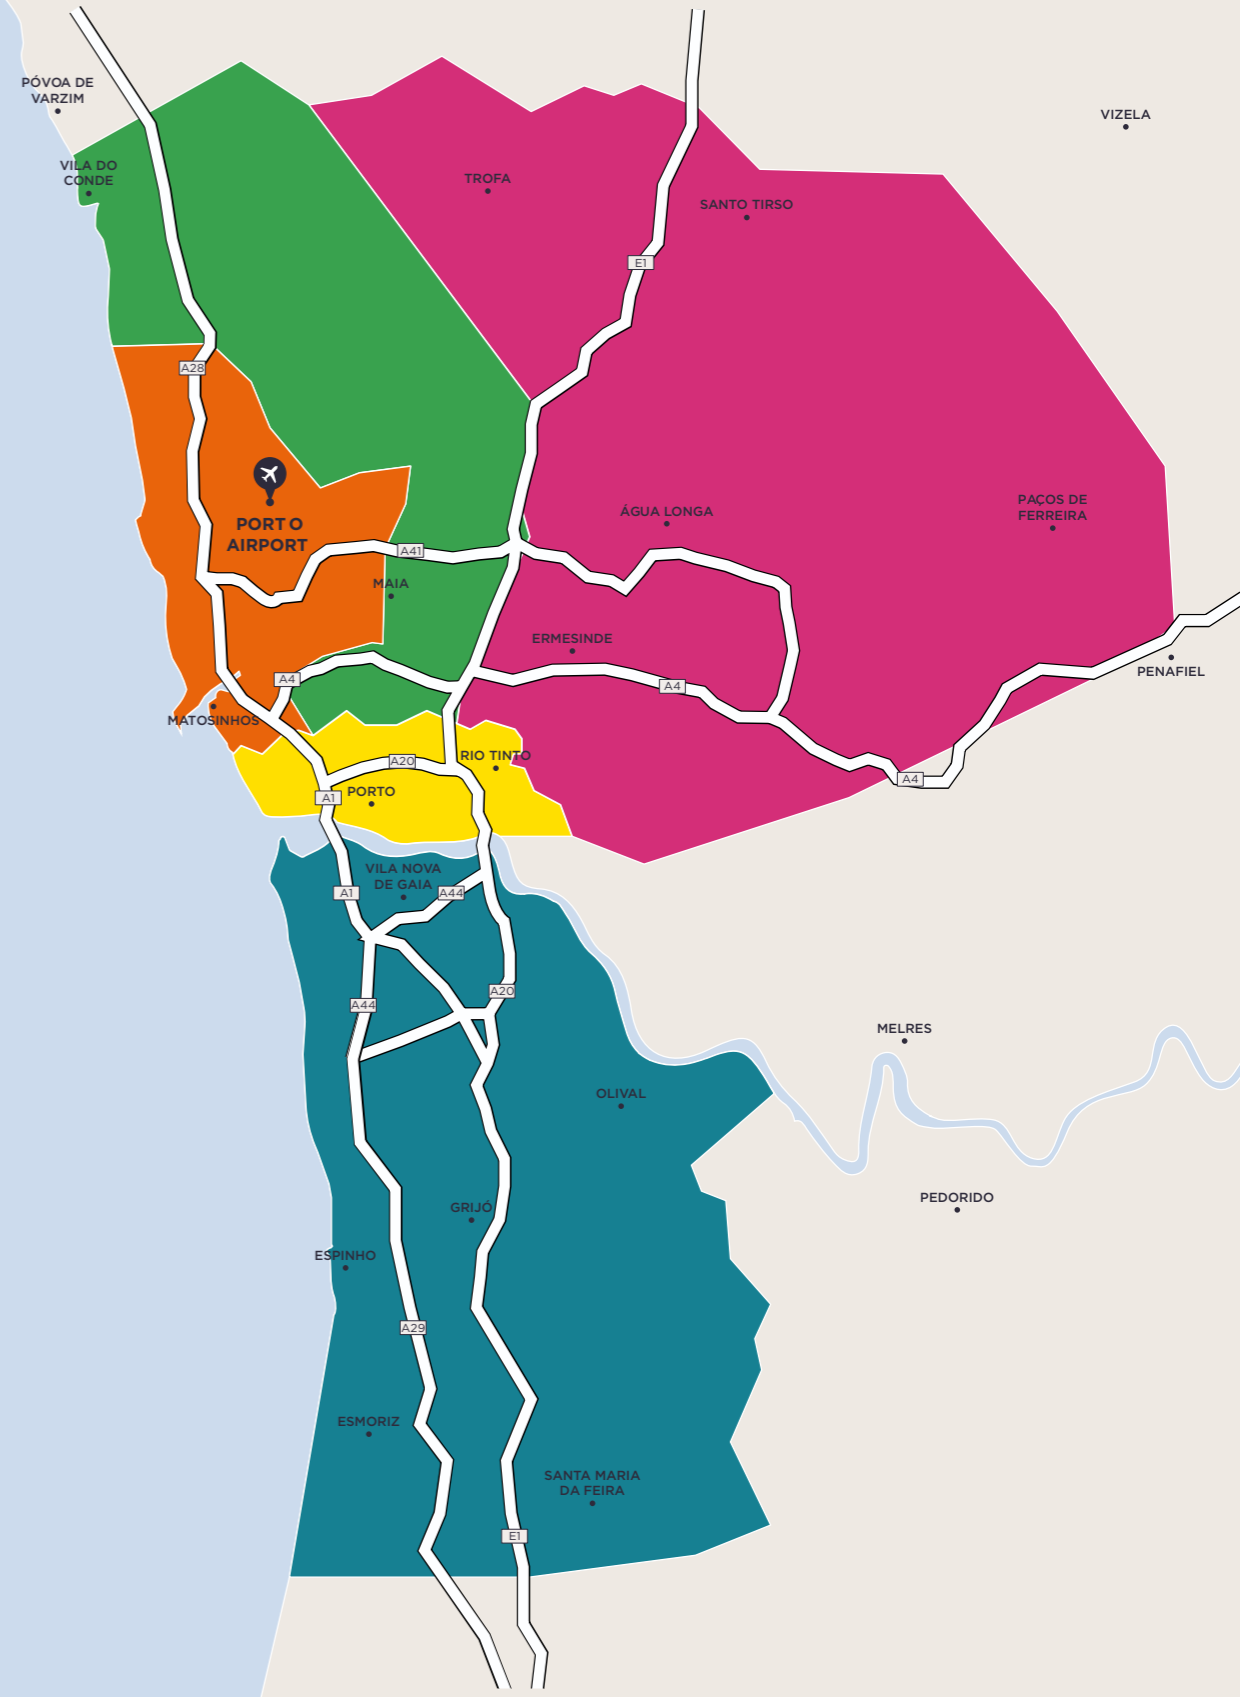 PÓVOA DE
VARZIM
VIZELA
VILA DO
CONDE
TROFA
SANTO TIRSO
E1
A28
PORTO
AIRPORT
ÁGUA LONGA
PAÇOS DE
FERREIRA
A41
MAIA
ERMESINDE
PENAFIEL
A4
A4
MATOSINHOS
RIO TINTO
A20
A4
A1
PORTO
VILA NOVA
DE GAIA
A1
A44
A20
A44
MELRES
OLIVAL
PEDORIDO
GRIJÓ
ESPINHO
A29
ESMORIZ
SANTA MARIA
DA FEIRA
E1